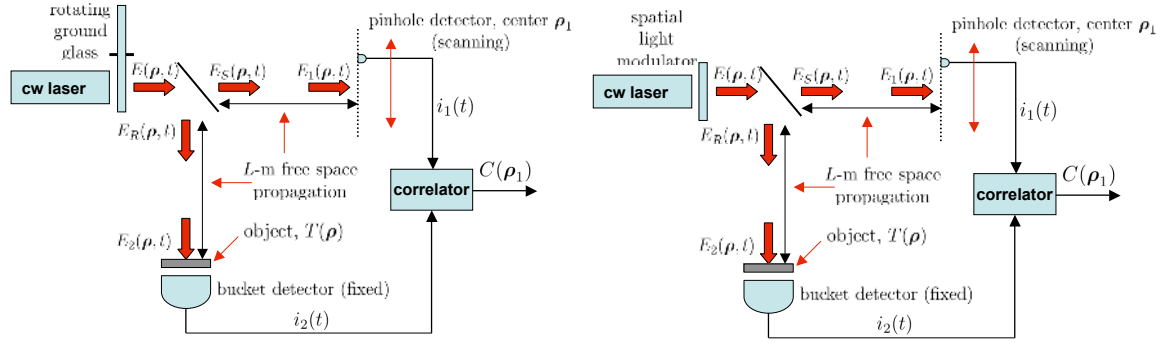 rotating
ground
glass
cw laser
E(ρ, t)
E_S(ρ, t)
E_1(ρ, t)
pinhole detector, center ρ_1
(scanning)
i_1(t)
E_R(ρ, t)
L-m free space
propagation
correlator
C(ρ_1)
E_2(ρ, t)
object, T(ρ)
bucket detector (fixed)
i_2(t)
spatial
light
modulator
cw laser
E(ρ, t)
E_S(ρ, t)
E_1(ρ, t)
pinhole detector, center ρ_1
(scanning)
i_1(t)
E_R(ρ, t)
L-m free space
propagation
correlator
C(ρ_1)
E_2(ρ, t)
object, T(ρ)
bucket detector (fixed)
i_2(t)